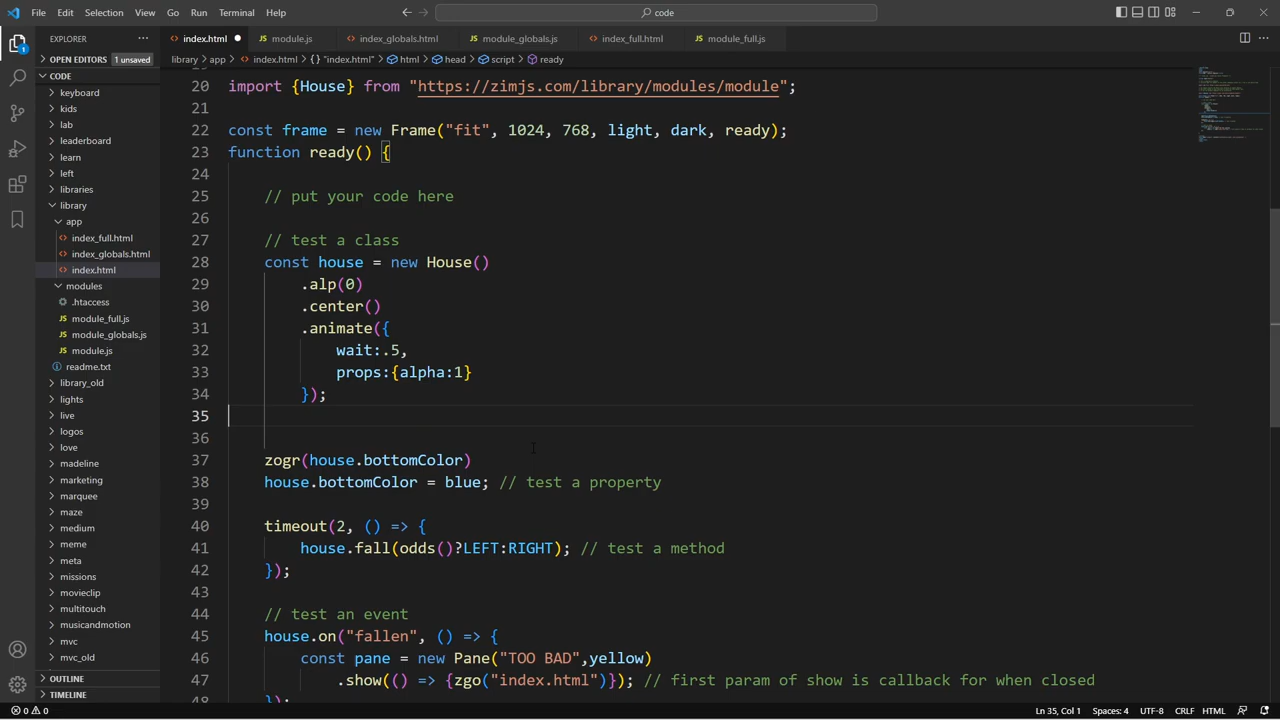 File Edit Selection View Go Run Terminal Help
code
EXPLORER
index.html
module.js
index_globals.html
module_globals.js
index_full.html
module_full.js
OPEN EDITORS 1 unsaved
library > app > index.html > {} "index.html" > html > head > script > ready
CODE
keyboard
kids
lab
leaderboard
learn
left
libraries
library
app
index_full.html
index_globals.html
index.html
modules
.htaccess
module_full.js
module_globals.js
module.js
readme.txt
library_old
lights
live
logos
love
madeline
marketing
marquee
maze
medium
meme
meta
missions
movieclip
multitouch
musicandmotion
mvc
mvc_old
OUTLINE
TIMELINE
1
20 import {House} from "https://zimjs.com/library/modules/module";
21
22 const frame = new Frame("fit", 1024, 768, light, dark, ready);
23 function ready() {
24
25 // put your code here
26
27 // test a class
28 const house = new House()
29 .alp(0)
30 .center()
31 .animate({
32 wait:.5,
33 props:{alpha:1}
34 });
35
36
37 zogr(house.bottomColor)
38 house.bottomColor = blue; // test a property
39
40 timeout(2, () => {
41 house.fall(odds()?LEFT:RIGHT); // test a method
42 });
43
44 // test an event
45 house.on("fallen", () => {
46 const pane = new Pane("TOO BAD",yellow)
47 .show(() => {zgo("index.html")}); // first param of show is callback for when closed
48 });
0 0
Ln 35, Col 1 Spaces: 4 UTF-8 CRLF HTML